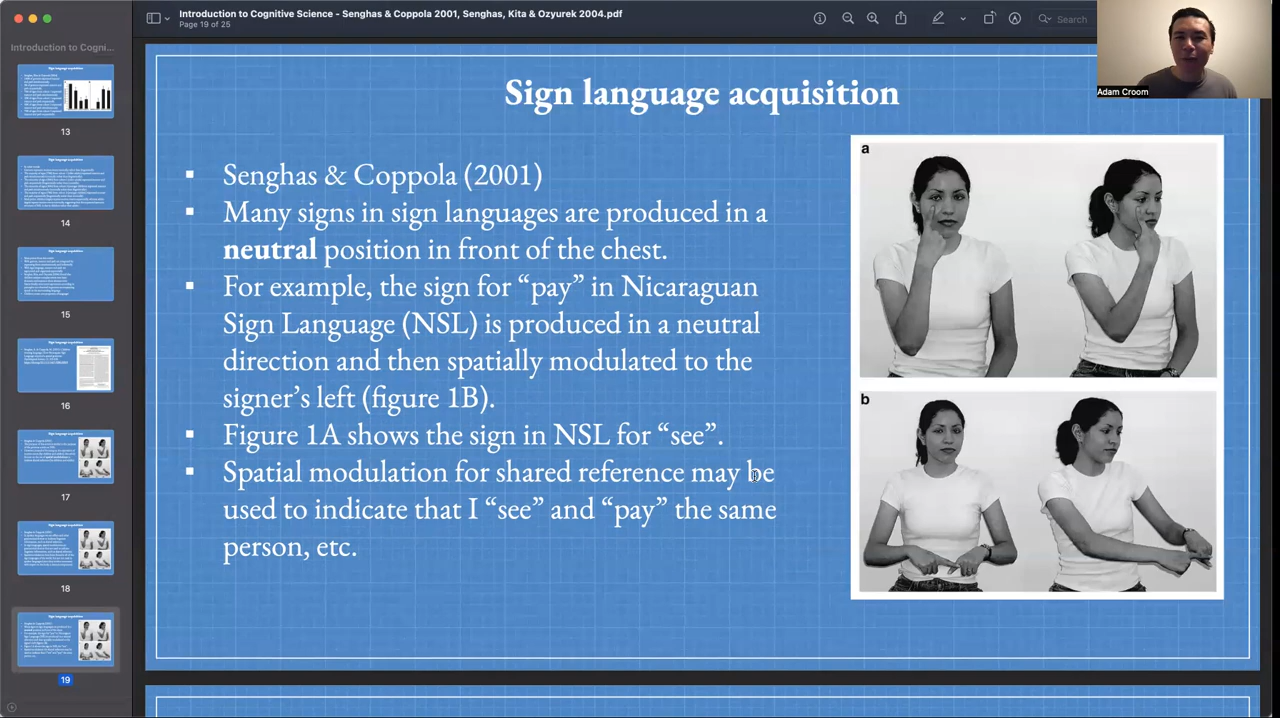 Introduction to Cognitive Science - Senghas & Coppola 2001, Senghas, Kita & Ozyurek 2004.pdf
Page 19 of 25
Search
Introduction to Cogni...
13
14
15
16
17
18
19
Adam Croom
Sign language acquisition
▪ Senghas & Coppola (2001)
▪ Many signs in sign languages are produced in a
neutral position in front of the chest.
▪ For example, the sign for “pay” in Nicaraguan
Sign Language (NSL) is produced in a neutral
direction and then spatially modulated to the
signer’s left (figure 1B).
▪ Figure 1A shows the sign in NSL for “see”.
▪ Spatial modulation for shared reference may be
used to indicate that I “see” and “pay” the same
person, etc.
a
b